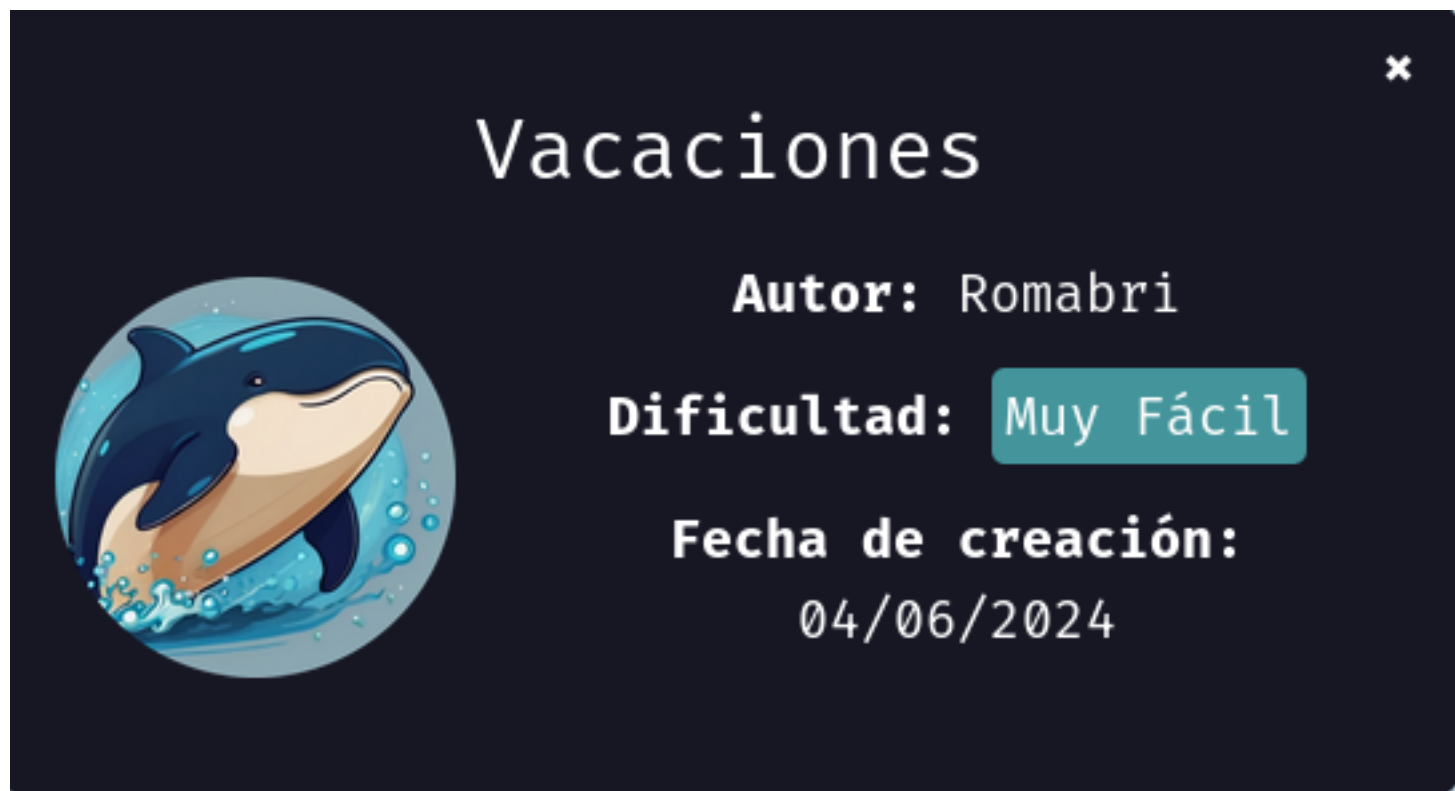 Vacaciones
Autor: Romabri
Dificultad: Muy Fácil
Fecha de creación:
04/06/2024